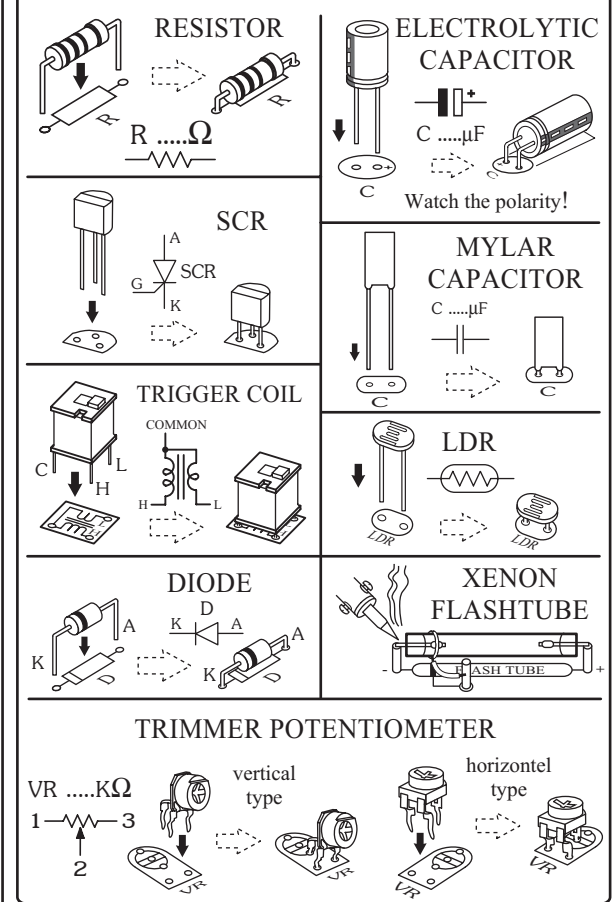 RESISTOR
R
R
R .....Ω
ELECTROLYTIC
CAPACITOR
+
C .....µF
+
C
C
Watch the polarity!
SCR
A
SCR
G
K
MYLAR
CAPACITOR
C .....µF
C
C
TRIGGER COIL
COMMON
C
L
H
H
L
LDR
LDR
LDR
DIODE
D
K
A
A
K
D
A
K
D
XENON
FLASHTUBE
-
FLASH TUBE
+
TRIMMER POTENTIOMETER
VR .....KΩ
1
3
2
vertical
type
VR
VR
horizontel
type
VR
VR